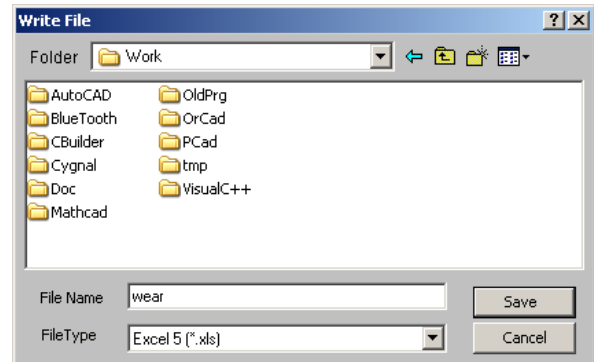 Write File
Folder Work
AutoCAD OldPrg
BlueTooth OrCad
CBuilder PCad
Cygnal tmp
Doc VisualC++
Mathcad
File Name wear Save
FileType Excel 5 (*.xls) Cancel